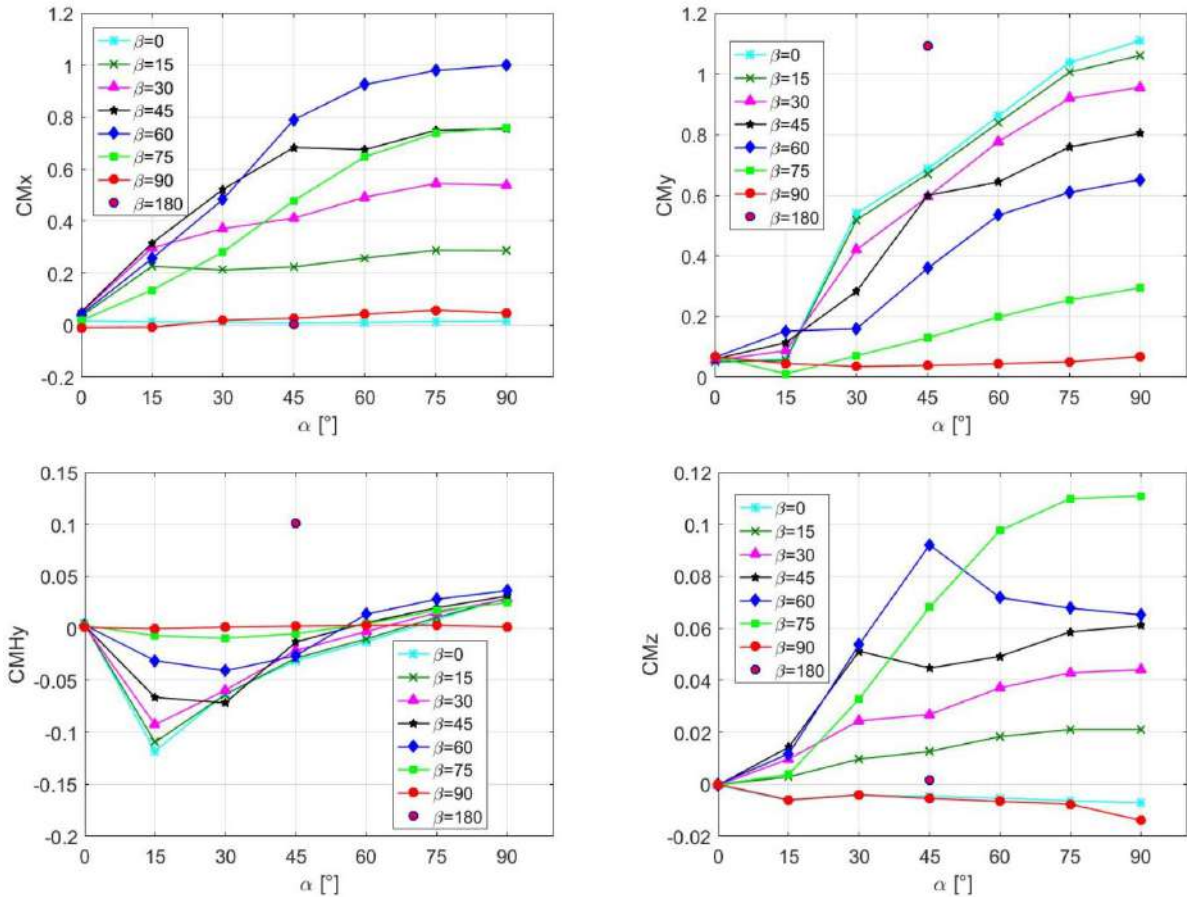 1.2
1
0.8
0.6
0.4
0.2
0
-0.2
CMx
β=0
β=15
β=30
β=45
β=60
β=75
β=90
β=180
0 15 30 45 60 75 90
α [°]
1.2
1
0.8
0.6
0.4
0.2
0
CMy
β=0
β=15
β=30
β=45
β=60
β=75
β=90
β=180
0 15 30 45 60 75 90
α [°]
0.15
0.1
0.05
0
-0.05
-0.1
-0.15
-0.2
CMHy
β=0
β=15
β=30
β=45
β=60
β=75
β=90
β=180
0 15 30 45 60 75 90
α [°]
0.12
0.1
0.08
0.06
0.04
0.02
0
-0.02
CMz
β=0
β=15
β=30
β=45
β=60
β=75
β=90
β=180
0 15 30 45 60 75 90
α [°]